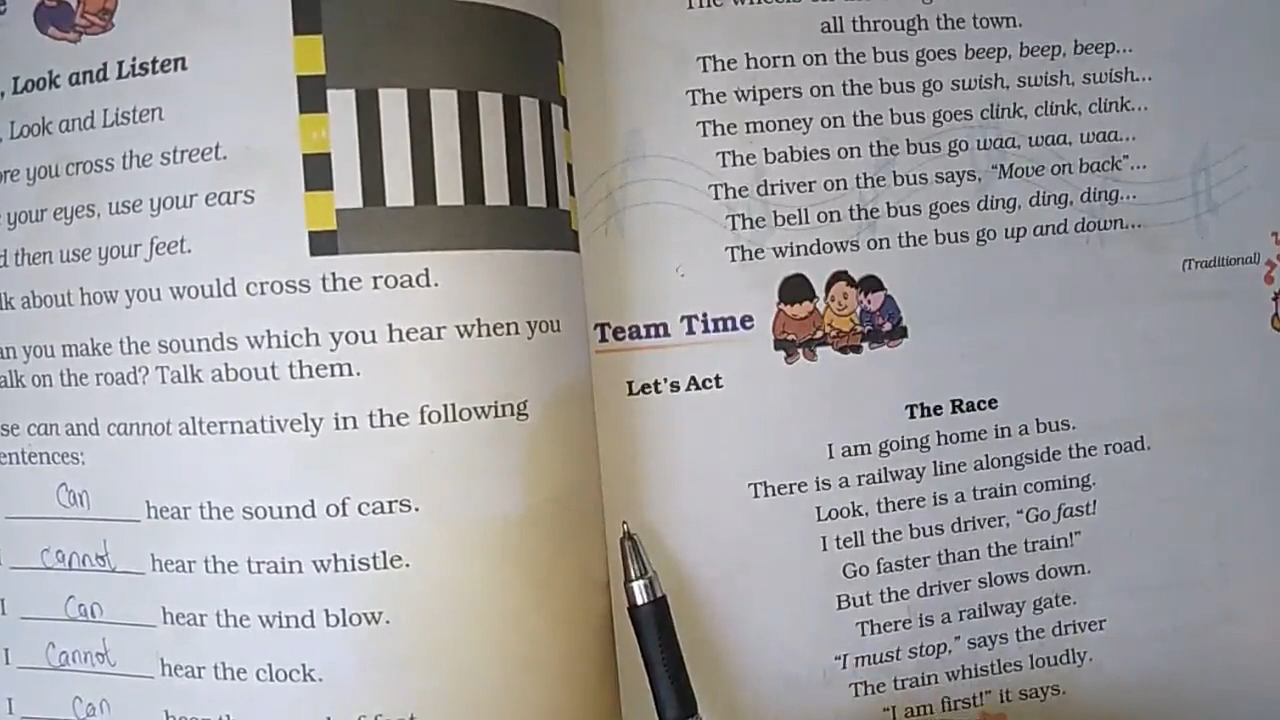 , Look and Listen
, Look and Listen
ore you cross the street.
your eyes, use your ears
d then use your feet.
lk about how you would cross the road.
an you make the sounds which you hear when you
alk on the road? Talk about them.
se can and cannot alternatively in the following
entences:
Can hear the sound of cars.
cannot hear the train whistle.
I Can hear the wind blow.
I Cannot hear the clock.
I Can
all through the town.
The horn on the bus goes beep, beep, beep...
The wipers on the bus go swish, swish, swish...
The money on the bus goes clink, clink, clink...
The babies on the bus go waa, waa, waa...
The driver on the bus says, “Move on back”...
The bell on the bus goes ding, ding, ding...
The windows on the bus go up and down...
(Traditional)
Team Time
Let's Act
The Race
I am going home in a bus.
There is a railway line alongside the road.
Look, there is a train coming.
I tell the bus driver, “Go fast!
Go faster than the train!”
But the driver slows down.
There is a railway gate.
“I must stop,” says the driver
The train whistles loudly.
“I am first!” it says.